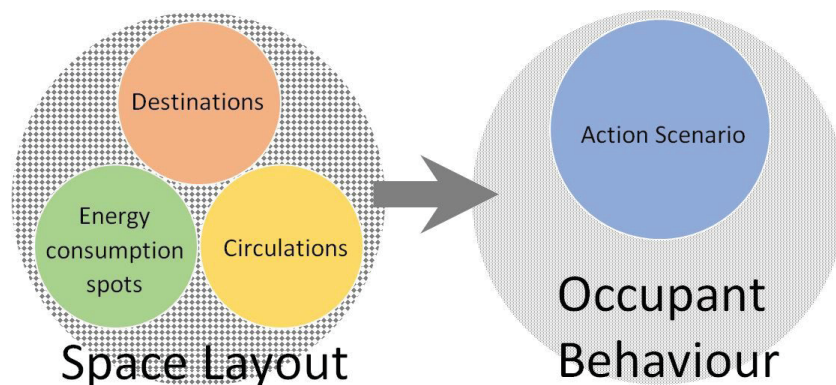 Destinations
Energy
consumption
spots
Circulations
Space Layout
Action Scenario
Occupant
Behaviour